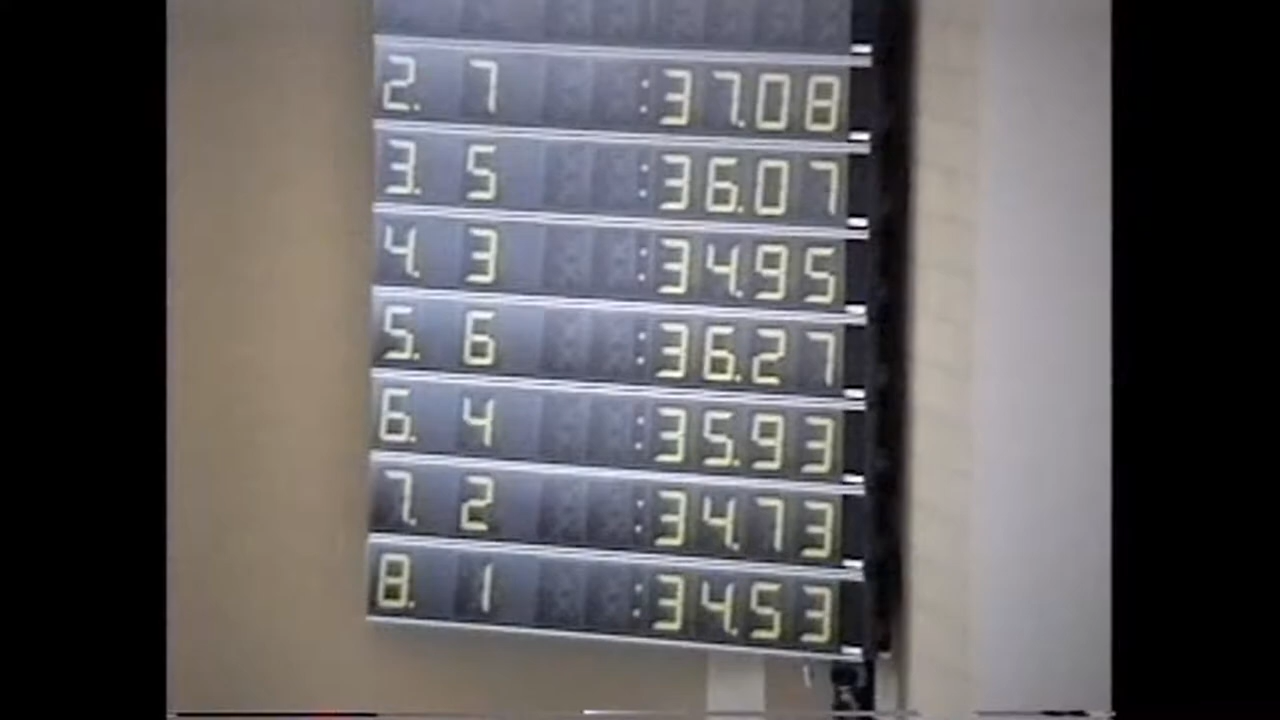 2. 7 :37.08
3. 5 :36.07
4. 3 :34.95
5. 6 :36.27
6. 4 :35.93
7. 2 :34.73
8. 1 :34.53